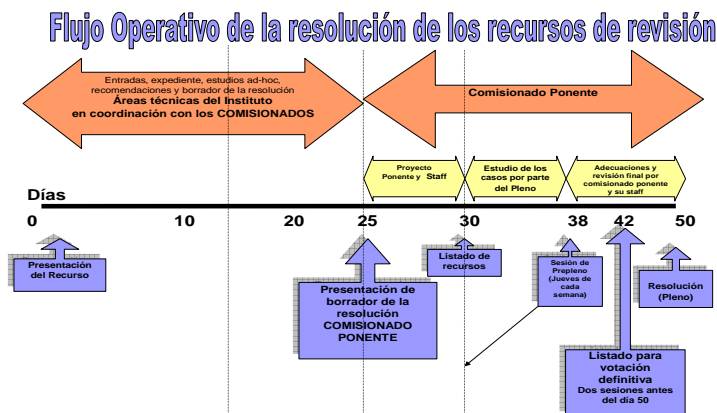 Flujo Operativo de la resolución de los recursos de revisión
Entradas, expediente, estudios ad-hoc,
recomendaciones y borrador de la resolución
Áreas técnicas del Instituto
en coordinación con los COMISIONADOS
Comisionado Ponente
Proyecto
Ponente y Staff
Estudio de los
casos por parte
del Pleno
Adecuaciones y
revisión final por
comisionado ponente
y su staff
Días
0 10 20 25 30 38 42 50
Presentación
del Recurso
Presentación de
borrador de la
resolución
COMISIONADO
PONENTE
Listado de
recursos
Sesión de
Prepleno
(Jueves de
cada
semana)
Listado para
votación
definitiva
Dos sesiones antes
del día 50
Resolución
(Pleno)